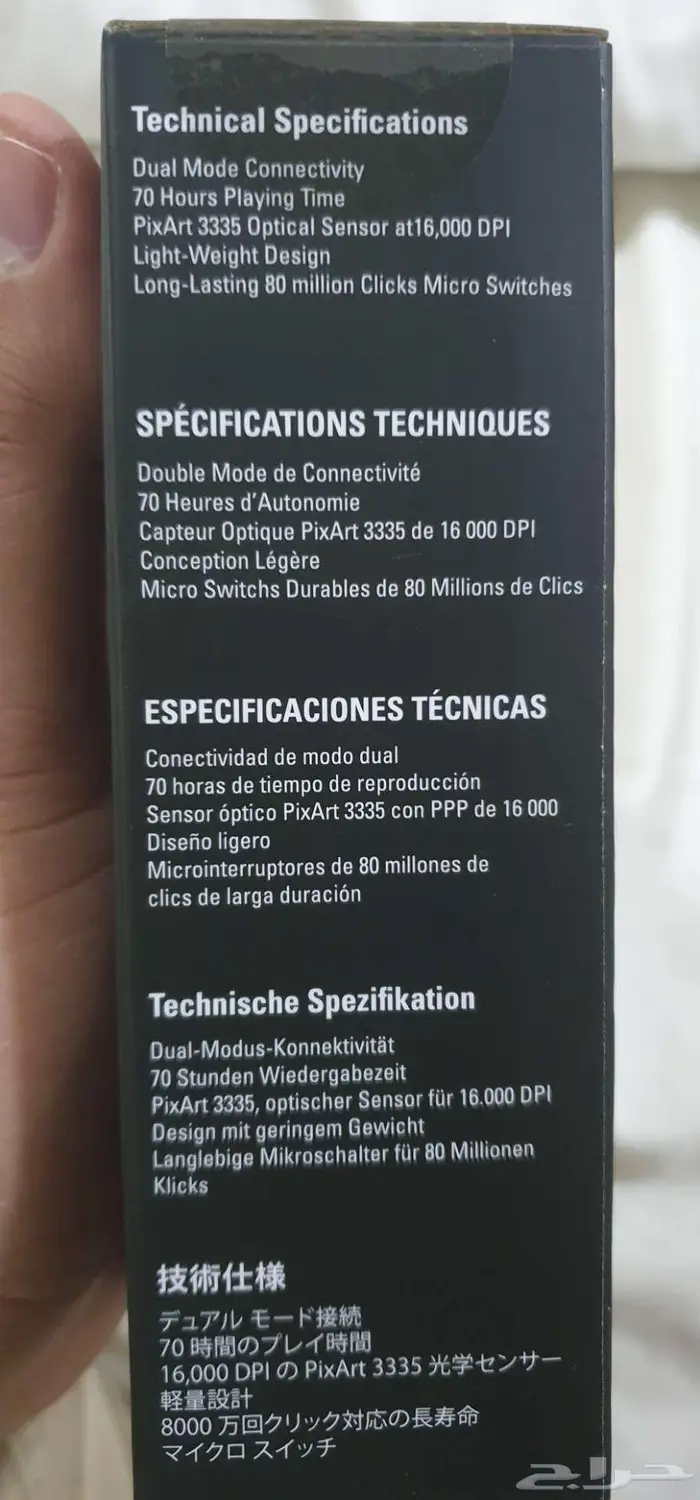 Technical Specifications
Dual Mode Connectivity
70 Hours Playing Time
PixArt 3335 Optical Sensor at16,000 DPI
Light-Weight Design
Long-Lasting 80 million Clicks Micro Switches
SPÉCIFICATIONS TECHNIQUES
Double Mode de Connectivité
70 Heures d'Autonomie
Capteur Optique PixArt 3335 de 16 000 DPI
Conception Légère
Micro Switchs Durables de 80 Millions de Clics
ESPECIFICACIONES TÉCNICAS
Conectividad de modo dual
70 horas de tiempo de reproducción
Sensor óptico PixArt 3335 con PPP de 16 000
Diseño ligero
Microinterruptores de 80 millones de
clics de larga duración
Technische Spezifikation
Dual-Modus-Konnektivität
70 Stunden Wiedergabezeit
PixArt 3335, optischer Sensor für 16.000 DPI
Design mit geringem Gewicht
Langlebige Mikroschalter für 80 Millionen
Klicks
技術仕様
デュアル モード接続
70 時間のプレイ時間
16,000 DPI の PixArt 3335 光学センサー
軽量設計
8000 万回クリック対応の長寿命
マイクロ スイッチ
حراج